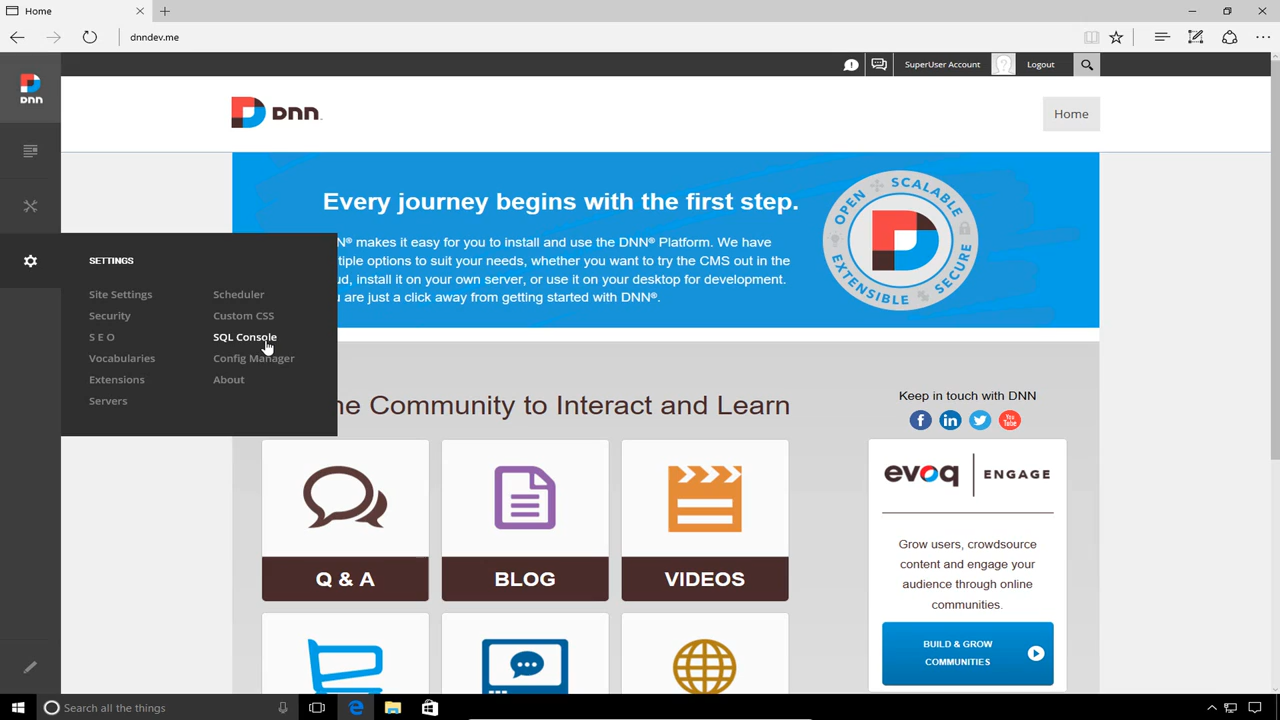 Home
dnndev.me
DNN
SuperUser Account
Logout
DNN
Home
Every journey begins with the first step.
N® makes it easy for you to install and use the DNN® Platform. We have
tiple options to suit your needs, whether you want to try the CMS out in the
ud, install it on your own server, or use it on your desktop for development.
are just a click away from getting started with DNN®.
OPEN SCALABLE
EXTENSIBLE SECURE
SETTINGS
Site Settings
Scheduler
Security
Custom CSS
S E O
SQL Console
Vocabularies
Config Manager
Extensions
About
Servers
ne Community to Interact and Learn
Keep in touch with DNN
f
in
You
Tube
Q & A
BLOG
VIDEOS
evoq ENGAGE
Grow users, crowdsource
content and engage your
audience through online
communities.
BUILD & GROW
COMMUNITIES
Search all the things